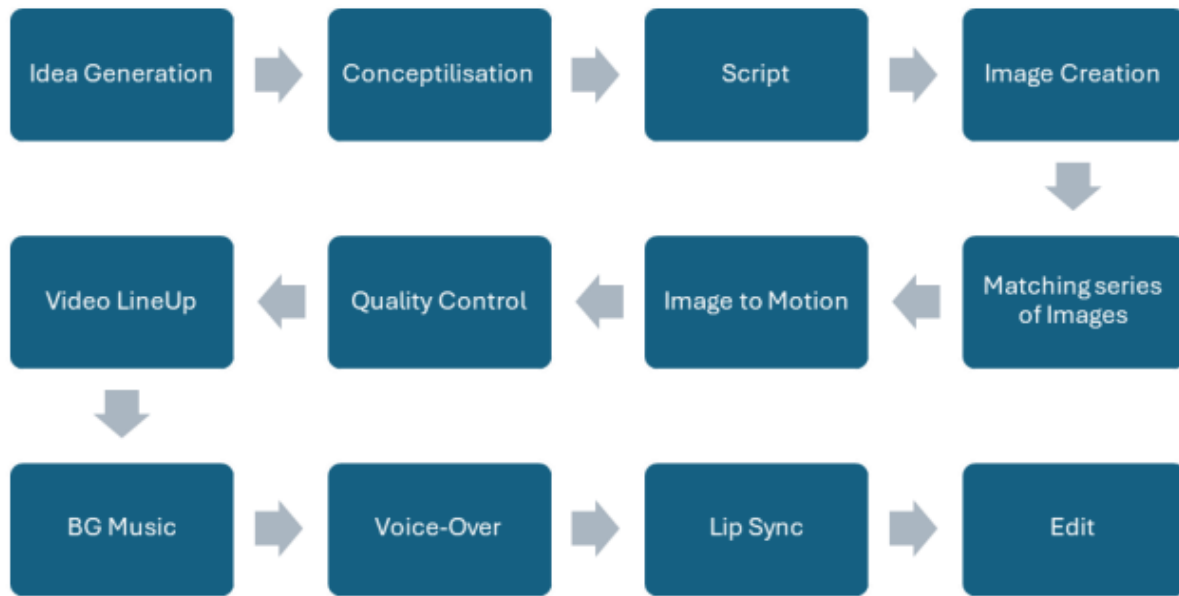 Idea Generation
Conceptilisation
Script
Image Creation
Matching series
of Images
Image to Motion
Quality Control
Video LineUp
BG Music
Voice-Over
Lip Sync
Edit